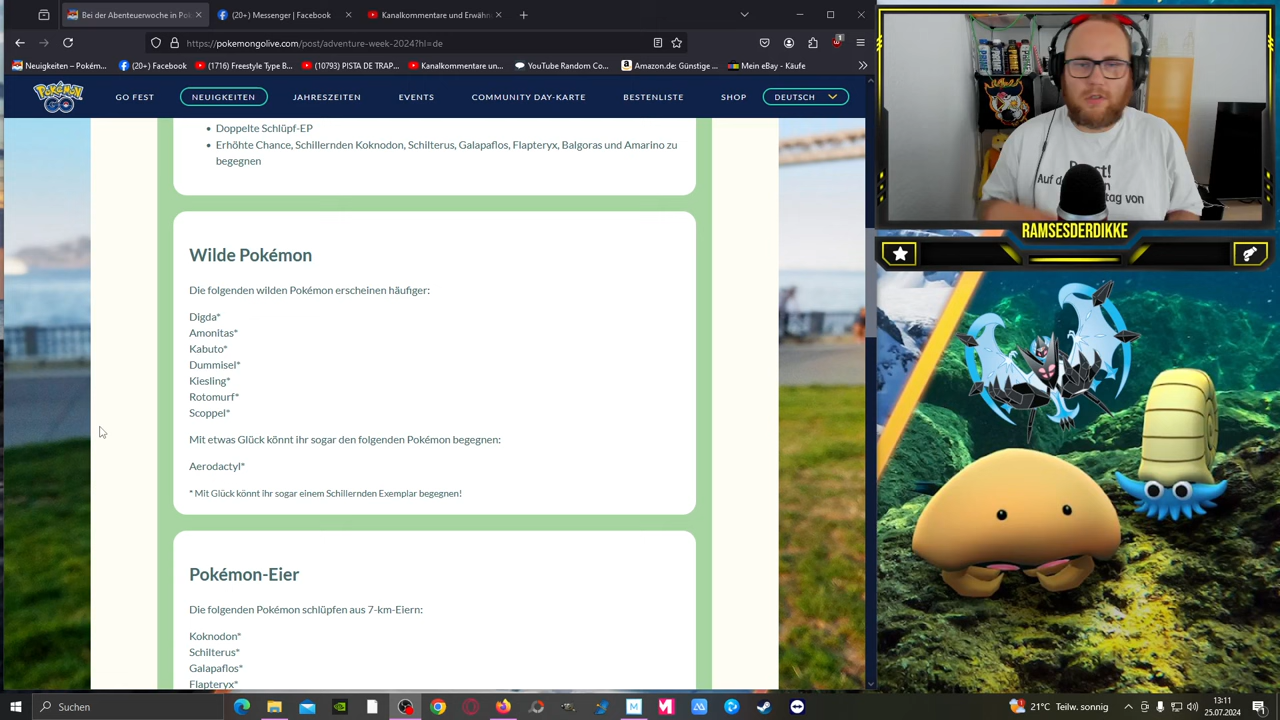 Bei der Abenteuerwoche in Pok
(20+) Messenger | Facebook
Kanalkommentare und Erwähn
https://pokemongolive.com/post/adventure-week-2024?hl=de
Neuigkeiten – Pokém...
(20+) Facebook
(1716) Freestyle Type B...
(1079) PISTA DE TRAP...
Kanalkommentare un...
YouTube Random Co...
Amazon.de: Günstige ...
Mein eBay - Käufe
POKÉMON GO
GO FEST
NEUIGKEITEN
JAHRESZEITEN
EVENTS
COMMUNITY DAY-KARTE
BESTENLISTE
SHOP
DEUTSCH
• Doppelte Schlüpf-EP
• Erhöhte Chance, Schillernden Koknodon, Schilterus, Galapaflos, Flapteryx, Balgoras und Amarino zu
begegnen
Wilde Pokémon
Die folgenden wilden Pokémon erscheinen häufiger:
Digda*
Amonitas*
Kabuto*
Dummisel*
Kiesling*
Rotomurf*
Scoppel*
Mit etwas Glück könnt ihr sogar den folgenden Pokémon begegnen:
Aerodactyl*
* Mit Glück könnt ihr sogar einem Schillernden Exemplar begegnen!
Pokémon-Eier
Die folgenden Pokémon schlüpfen aus 7-km-Eiern:
Koknodon*
Schilterus*
Galapaflos*
Flapteryx*
RAMSESDERDIKKE
Suchen
21°C Teilw. sonnig
13:11
25.07.2024